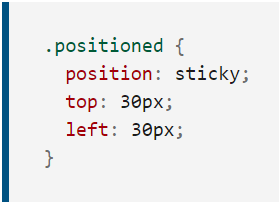 .positioned {
  position: sticky;
  top: 30px;
  left: 30px;
}